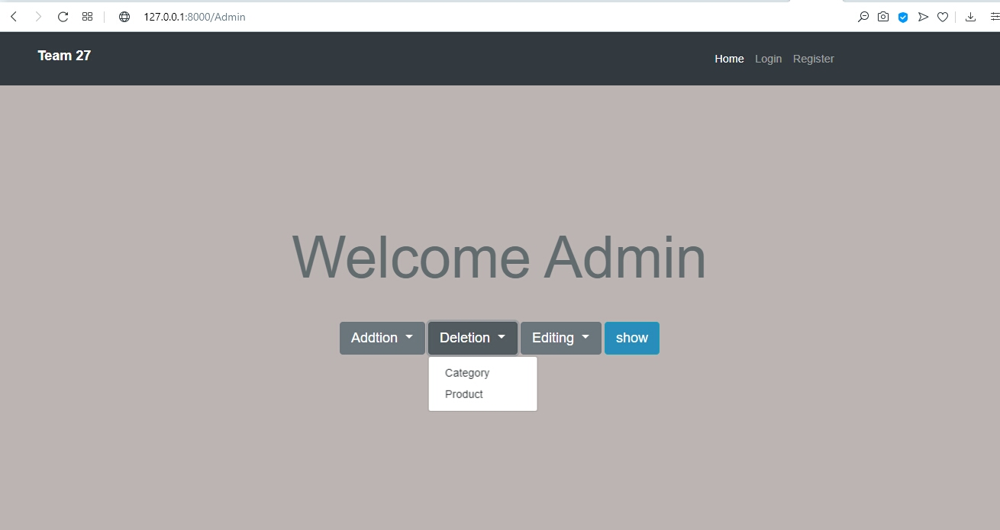 127.0.0.1:8000/Admin
Team 27
Home Login Register
Welcome Admin
Addtion Deletion Editing show
Category
Product